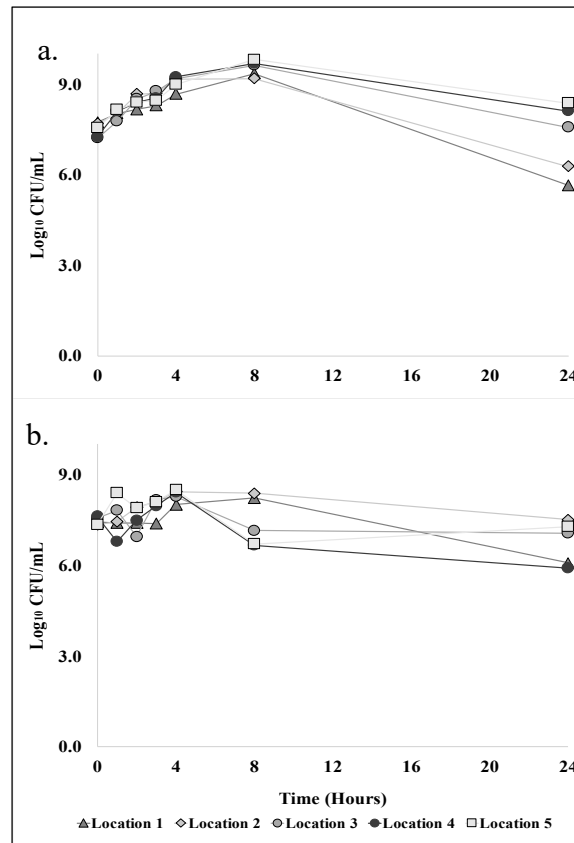 a.
9.0
6.0
3.0
0.0
Log₁₀ CFU/mL
0 4 8 12 16 20 24
b.
9.0
6.0
3.0
0.0
Log₁₀ CFU/mL
0 4 8 12 16 20 24
Time (Hours)
Location 1 Location 2 Location 3 Location 4 Location 5